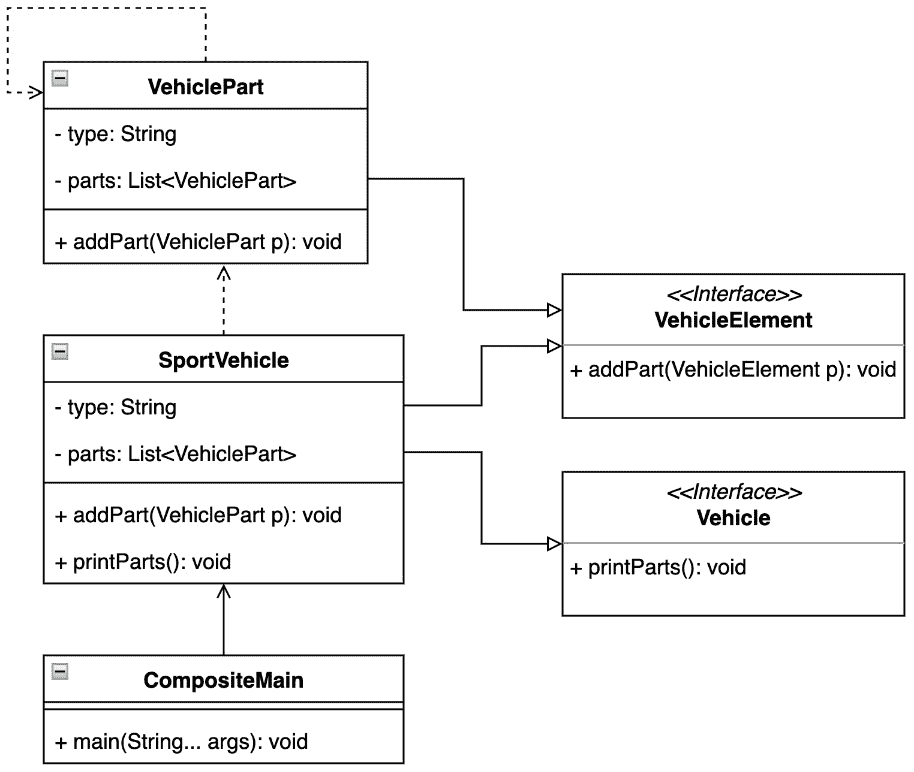 VehiclePart
- type: String
- parts: List<VehiclePart>
+ addPart(VehiclePart p): void
<<Interface>>
VehicleElement
+ addPart(VehicleElement p): void
SportVehicle
- type: String
- parts: List<VehiclePart>
+ addPart(VehiclePart p): void
+ printParts(): void
<<Interface>>
Vehicle
+ printParts(): void
CompositeMain
+ main(String... args): void